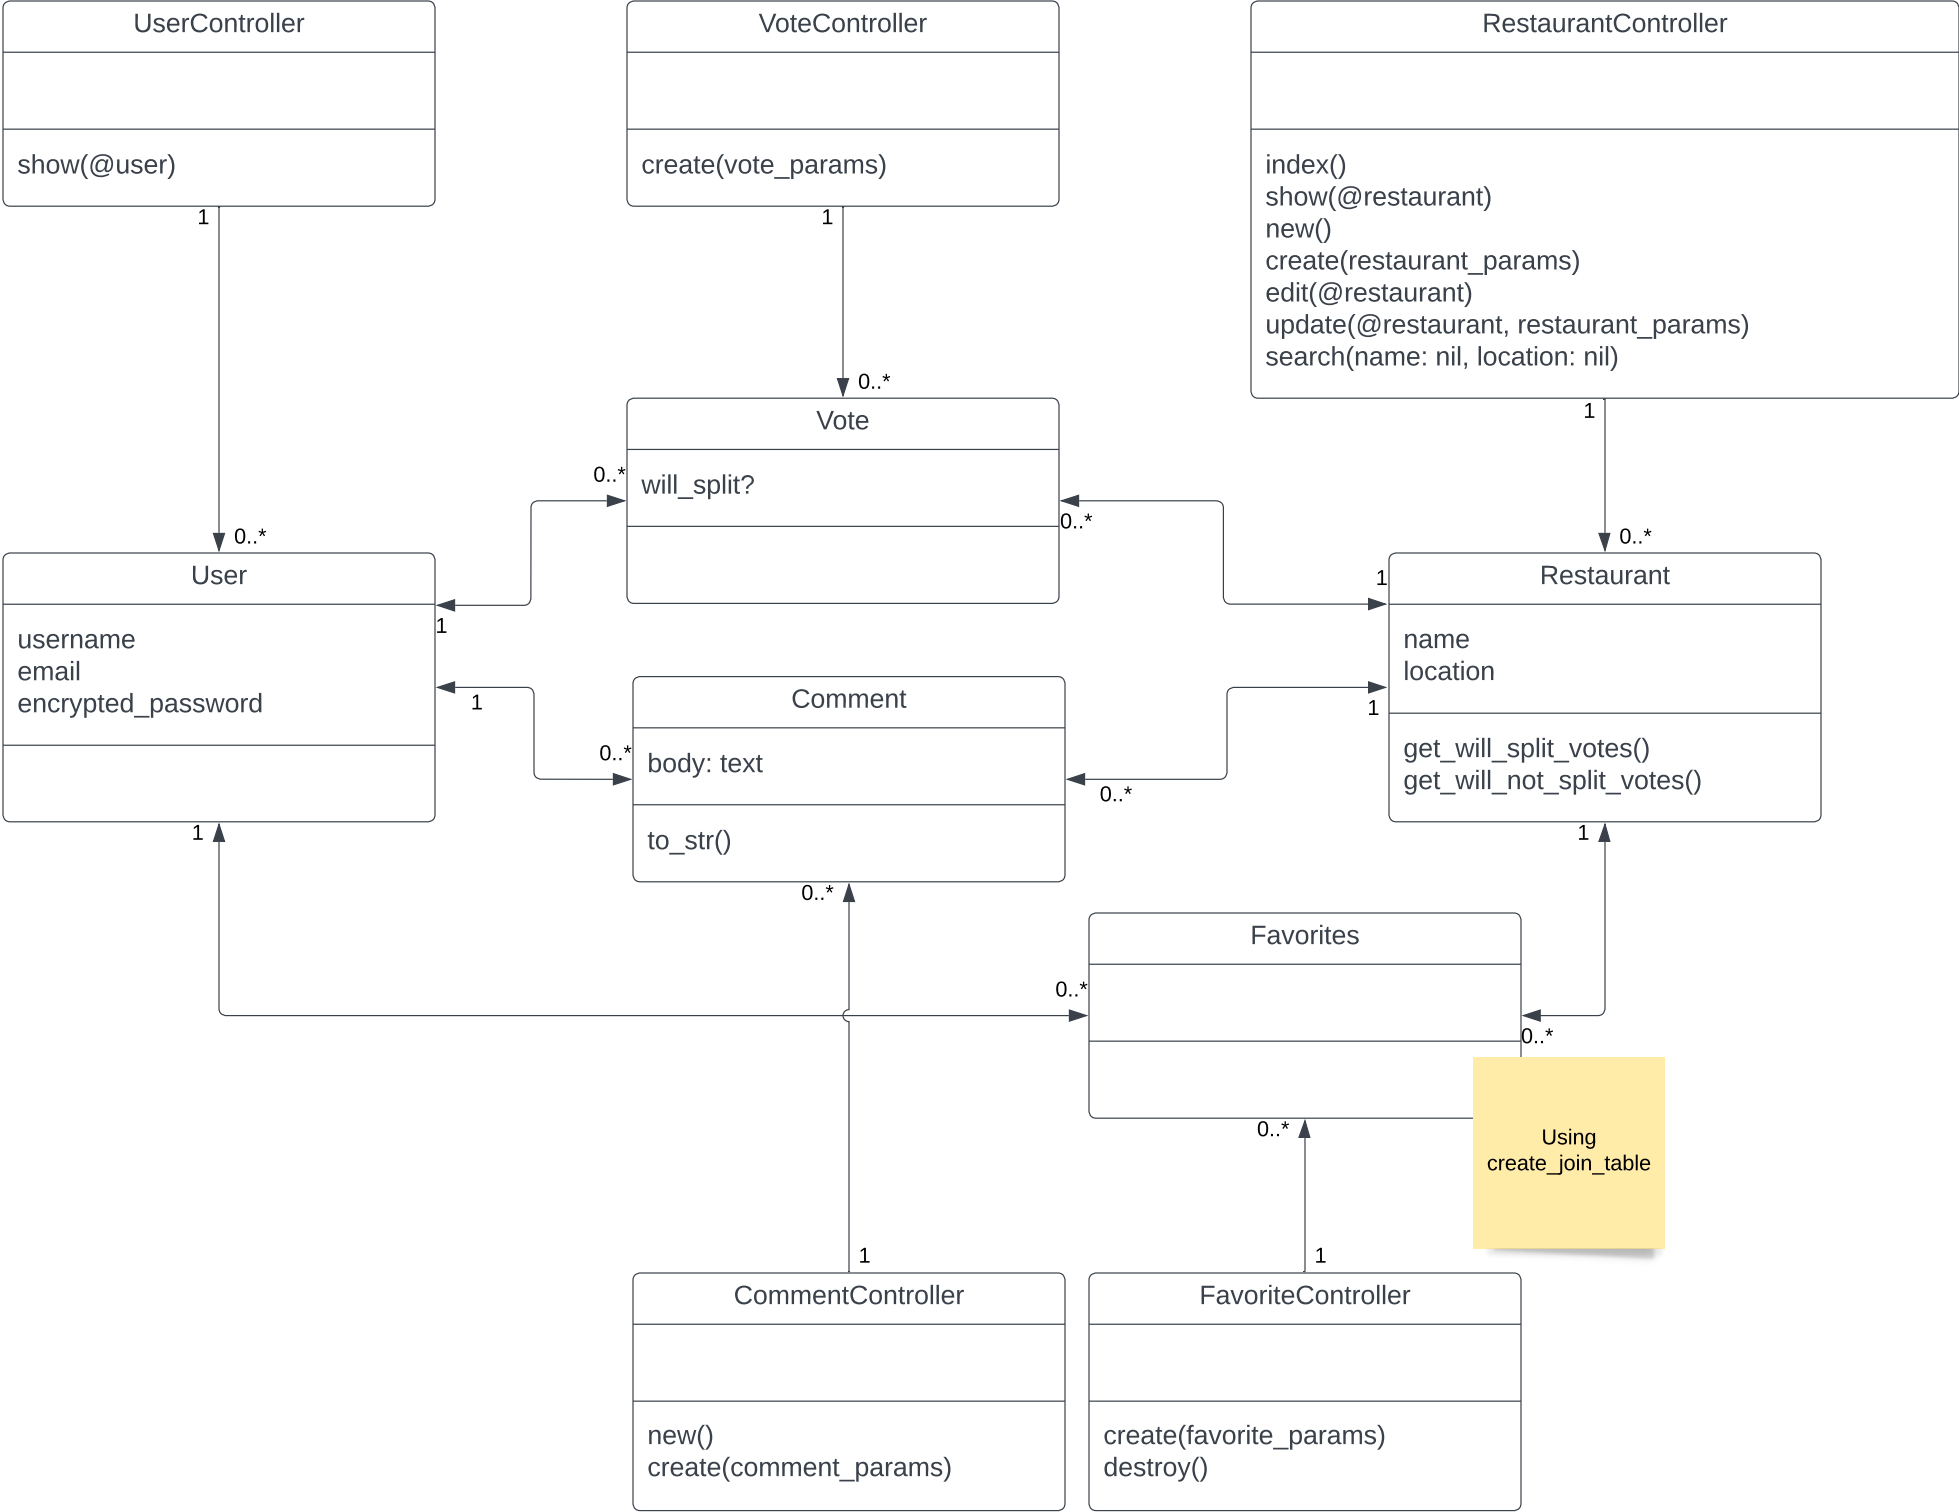 UserController
show(@user)
1
0..*
VoteController
create(vote_params)
1
0..*
RestaurantController
index()
show(@restaurant)
new()
create(restaurant_params)
edit(@restaurant)
update(@restaurant, restaurant_params)
search(name: nil, location: nil)
1
0..*
Vote
will_split?
0..*
0..*
User
username
email
encrypted_password
1
1
1
Comment
body: text
to_str()
0..*
0..*
0..*
Restaurant
name
location
get_will_split_votes()
get_will_not_split_votes()
1
1
1
Favorites
0..*
0..*
0..*
Using
create_join_table
1
CommentController
new()
create(comment_params)
1
FavoriteController
create(favorite_params)
destroy()